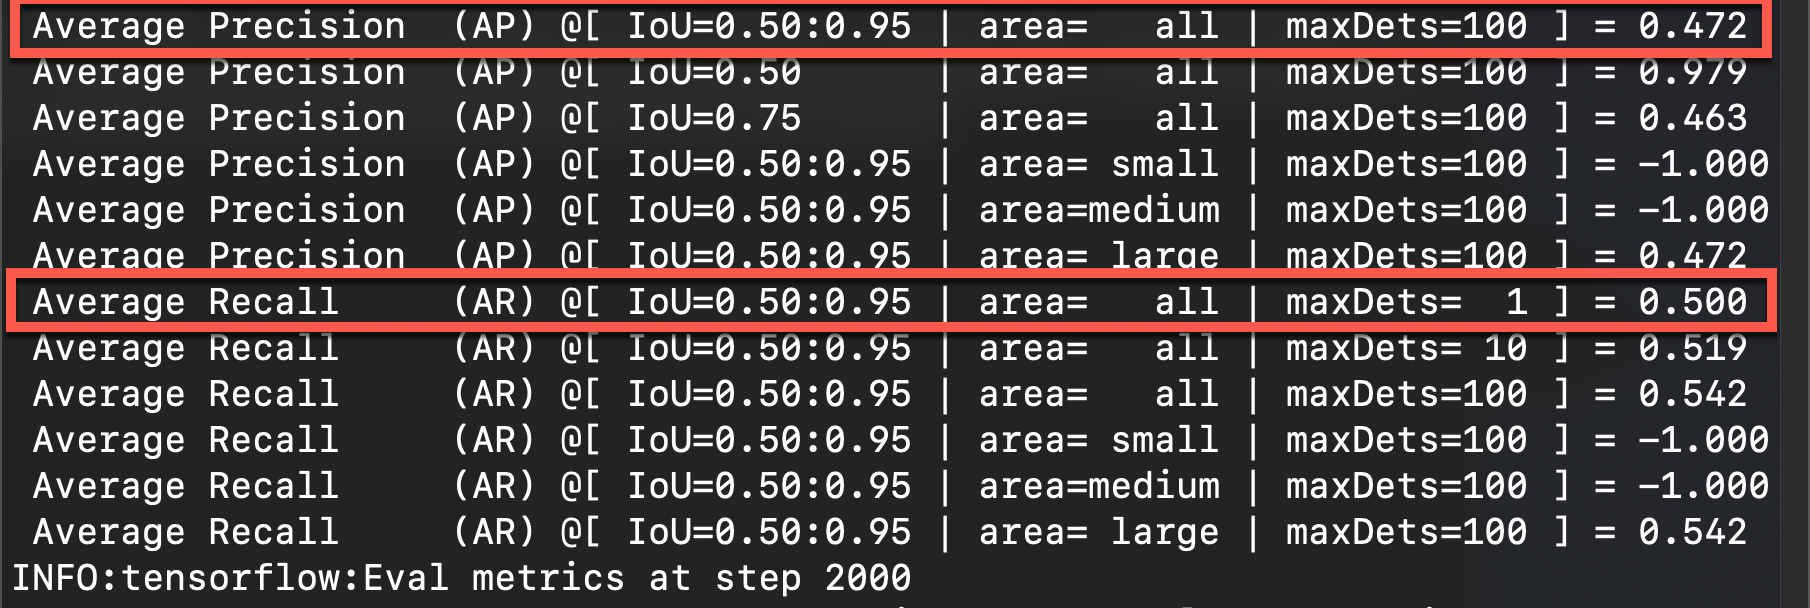 Average Precision  (AP) @[ IoU=0.50:0.95 | area=   all | maxDets=100 ] = 0.472
Average Precision  (AP) @[ IoU=0.50      | area=   all | maxDets=100 ] = 0.979
Average Precision  (AP) @[ IoU=0.75      | area=   all | maxDets=100 ] = 0.463
Average Precision  (AP) @[ IoU=0.50:0.95 | area= small | maxDets=100 ] = -1.000
Average Precision  (AP) @[ IoU=0.50:0.95 | area=medium | maxDets=100 ] = -1.000
Average Precision  (AP) @[ IoU=0.50:0.95 | area= large | maxDets=100 ] = 0.472
Average Recall     (AR) @[ IoU=0.50:0.95 | area=   all | maxDets=  1 ] = 0.500
Average Recall     (AR) @[ IoU=0.50:0.95 | area=   all | maxDets= 10 ] = 0.519
Average Recall     (AR) @[ IoU=0.50:0.95 | area=   all | maxDets=100 ] = 0.542
Average Recall     (AR) @[ IoU=0.50:0.95 | area= small | maxDets=100 ] = -1.000
Average Recall     (AR) @[ IoU=0.50:0.95 | area=medium | maxDets=100 ] = -1.000
Average Recall     (AR) @[ IoU=0.50:0.95 | area= large | maxDets=100 ] = 0.542
INFO:tensorflow:Eval metrics at step 2000